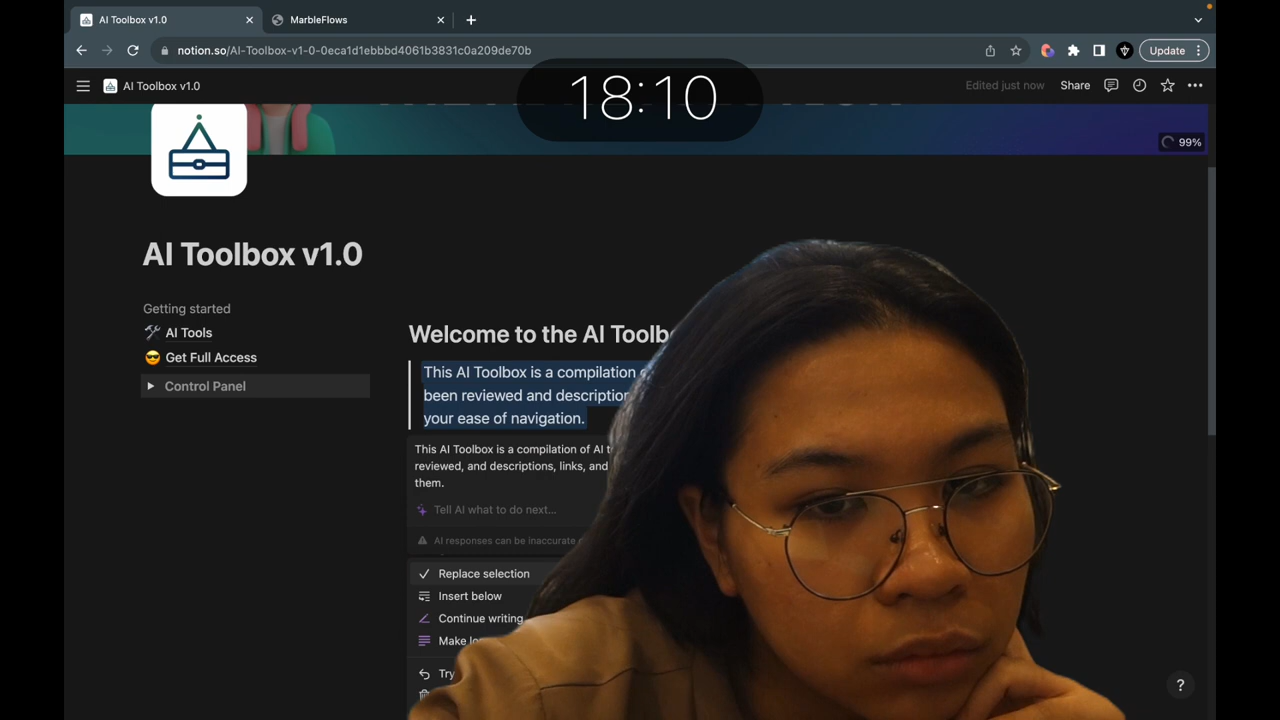 AI Toolbox v1.0
MarbleFlows
notion.so/AI-Toolbox-v1-0-0eca1d1ebbbd4061b3831c0a209de70b
Update
AI Toolbox v1.0
18:10
Edited just now
Share
99%
AI Toolbox v1.0
Getting started
AI Tools
Get Full Access
Control Panel
Welcome to the AI
This AI Toolbox is a compilation
been reviewed and
your ease of navigation.
This AI Toolbox is a compilation of AI
reviewed, and descriptions, links, and
them.
Tell AI what to do next...
AI responses can be inaccurate
Replace selection
Insert below
Continue writing
Make
Try
?